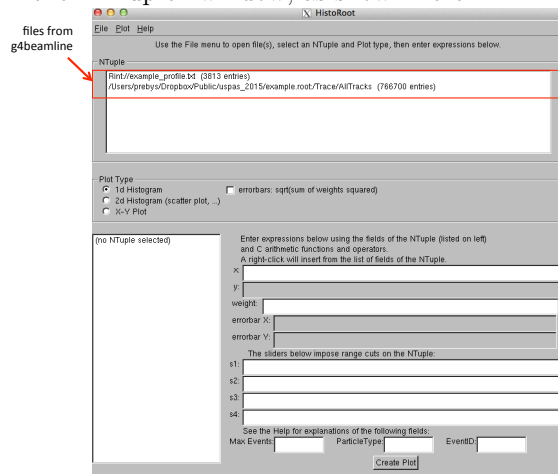 HistoRoot
File Plot Help
files from
g4beamline
Use the File menu to open file(s), select an NTuple and Plot type, then enter expressions below.
NTuple
Rint://example_profile.txt (3813 entries)
/Users/prebys/Dropbox/Public/uspas_2015/example.root:/Trace/AllTracks (766700 entries)
Plot Type
1d Histogram
errorbars: sqrt(sum of weights squared)
2d Histogram (scatter plot, ...)
X-Y Plot
(no NTuple selected)
Enter expressions below using the fields of the NTuple (listed on left)
and C arithmetic functions and operators.
A right-click will insert from the list of fields of the NTuple.
x:
y:
weight:
errorbar X:
errorbar Y:
The sliders below impose range cuts on the NTuple:
s1:
s2:
s3:
s4:
See the Help for explanations of the following fields:
Max Events: ParticleType: EventID:
Create Plot